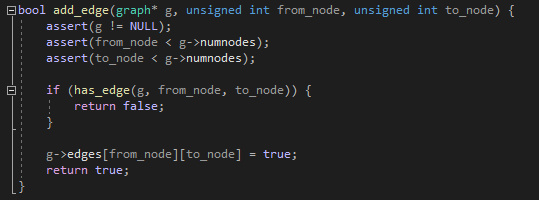 bool add_edge(graph* g, unsigned int from_node, unsigned int to_node) {
    assert(g != NULL);
    assert(from_node < g->numnodes);
    assert(to_node < g->numnodes);

    if (has_edge(g, from_node, to_node)) {
        return false;
    }

    g->edges[from_node][to_node] = true;
    return true;
}